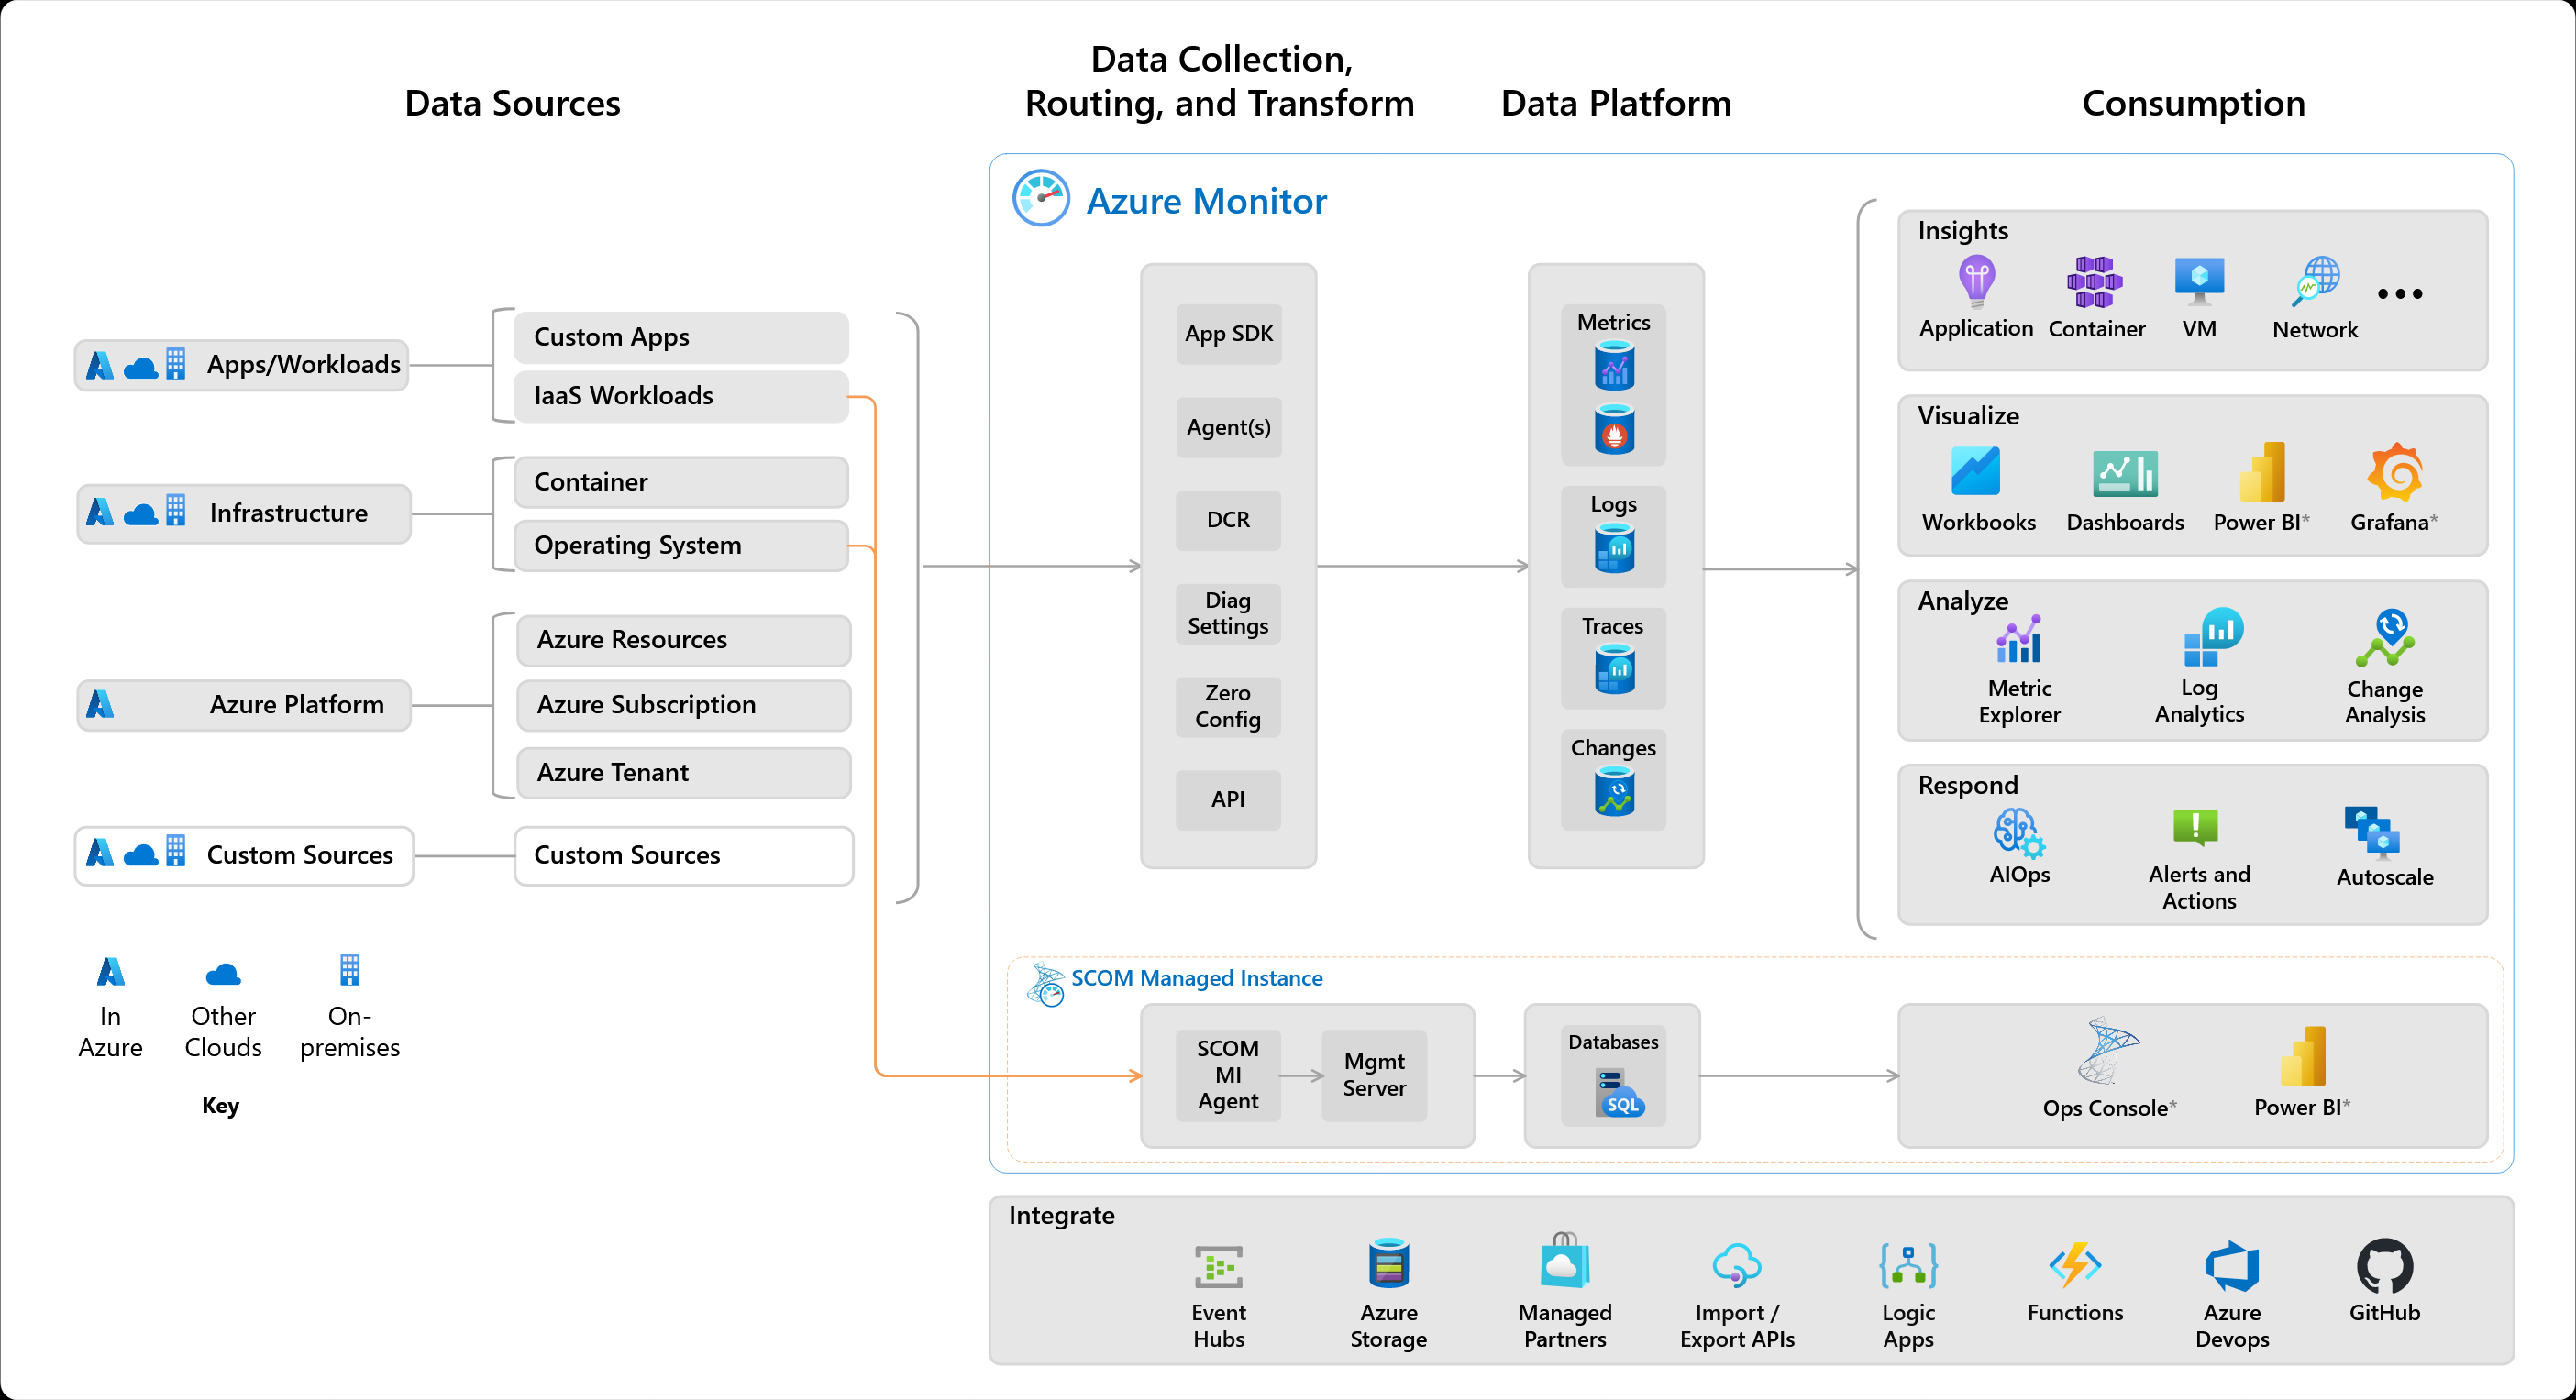 Data Sources
Data Collection,
Routing, and Transform
Data Platform
Consumption
Azure Monitor
Apps/Workloads
Custom Apps
IaaS Workloads
Infrastructure
Container
Operating System
Azure Platform
Azure Resources
Azure Subscription
Azure Tenant
Custom Sources
Custom Sources
In
Azure
Other
Clouds
On-
premises
Key
App SDK
Agent(s)
DCR
Diag
Settings
Zero
Config
API
Metrics
Logs
Traces
Changes
Insights
Application
Container
VM
Network
Visualize
Workbooks
Dashboards
Power BI*
Grafana*
Analyze
Metric
Explorer
Log
Analytics
Change
Analysis
Respond
AIOps
Alerts and
Actions
Autoscale
SCOM Managed Instance
SCOM
MI
Agent
Mgmt
Server
Databases
SQL
Ops Console*
Power BI*
Integrate
Event
Hubs
Azure
Storage
Managed
Partners
Import /
Export APIs
Logic
Apps
Functions
Azure
Devops
GitHub